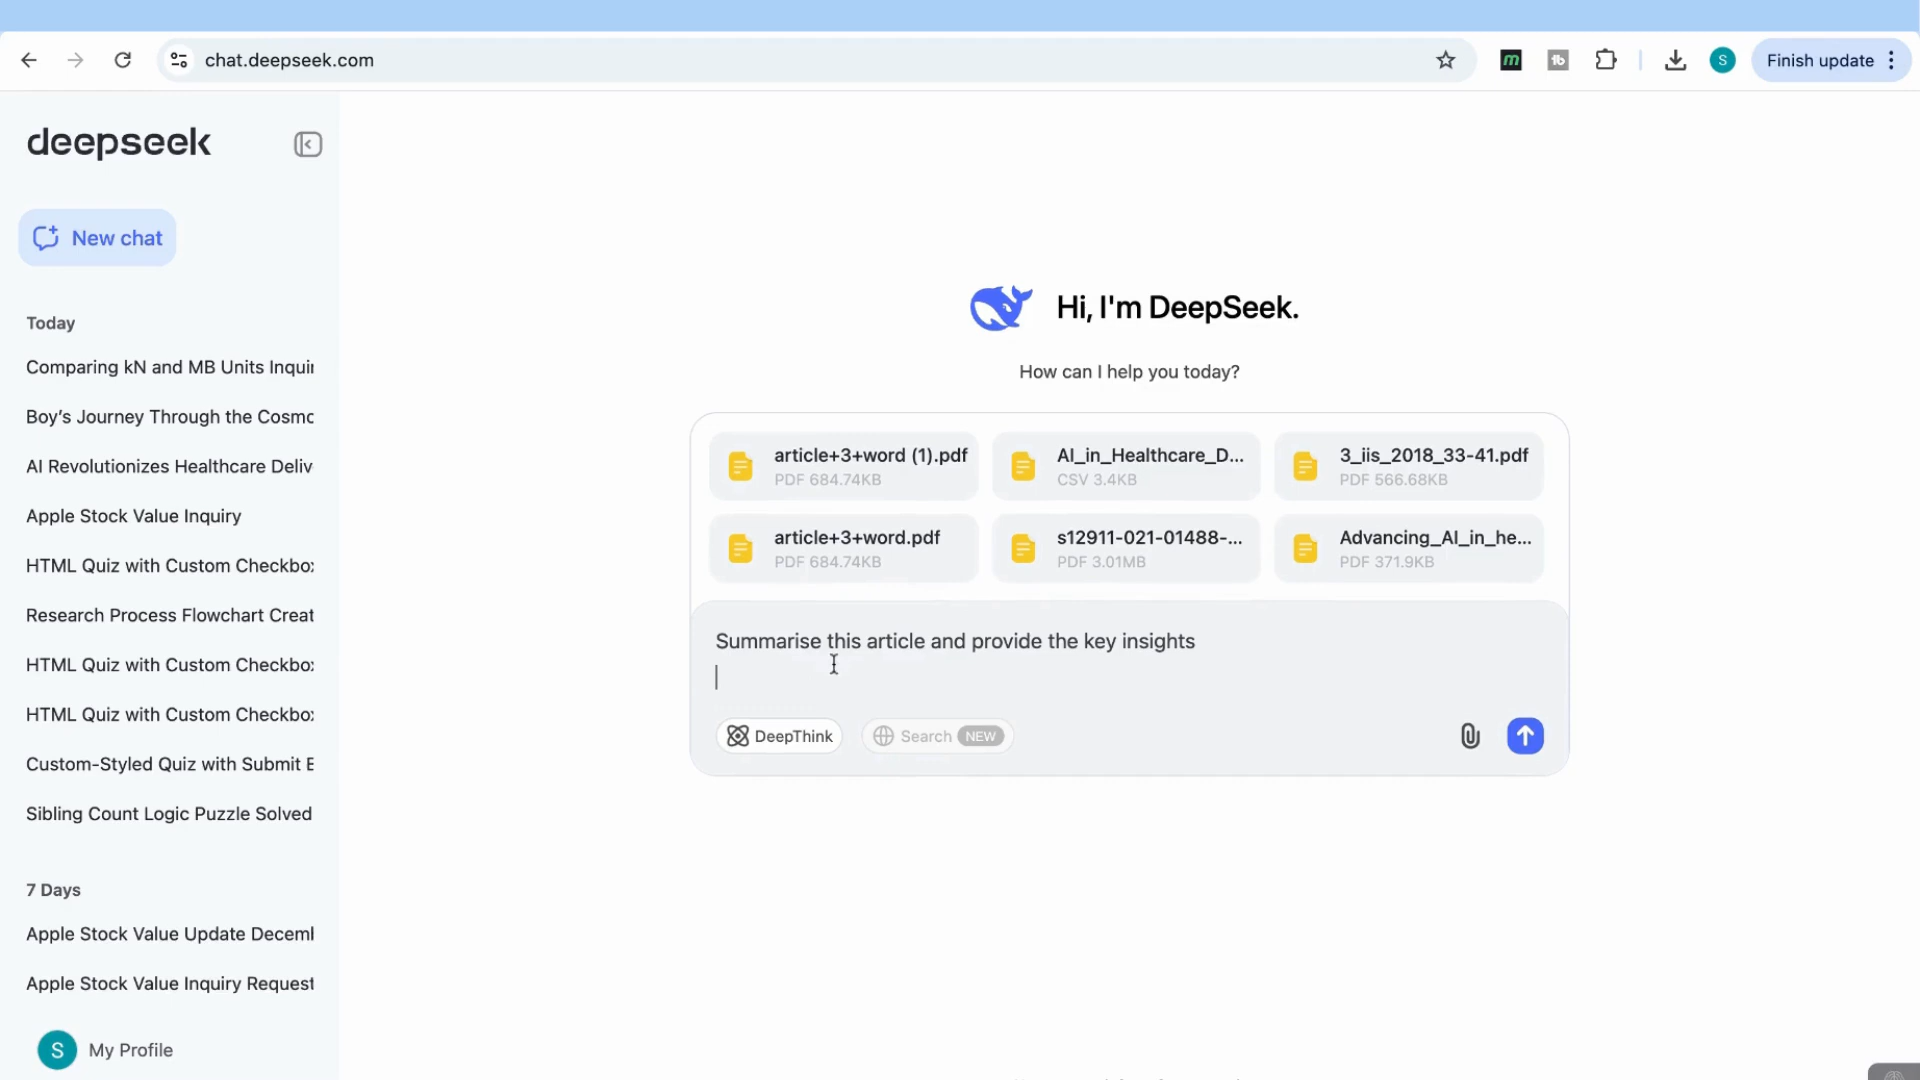 chat.deepseek.com
Finish update
deepseek
New chat
Today
Comparing kN and MB Units Inquir
Boy's Journey Through the Cosmo
AI Revolutionizes Healthcare Deliv
Apple Stock Value Inquiry
HTML Quiz with Custom Checkbox
Research Process Flowchart Creat
HTML Quiz with Custom Checkbox
HTML Quiz with Custom Checkbox
Custom-Styled Quiz with Submit B
Sibling Count Logic Puzzle Solved
7 Days
Apple Stock Value Update Decemb
Apple Stock Value Inquiry Request
S
My Profile
S
Hi, I'm DeepSeek.
How can I help you today?
article+3+word (1).pdf
PDF 684.74KB
AI_in_Healthcare_D...
CSV 3.4KB
3_iis_2018_33-41.pdf
PDF 566.68KB
article+3+word.pdf
PDF 684.74KB
s12911-021-01488-...
PDF 3.01MB
Advancing_AI_in_he...
PDF 371.9KB
Summarise this article and provide the key insights
DeepThink
Search NEW